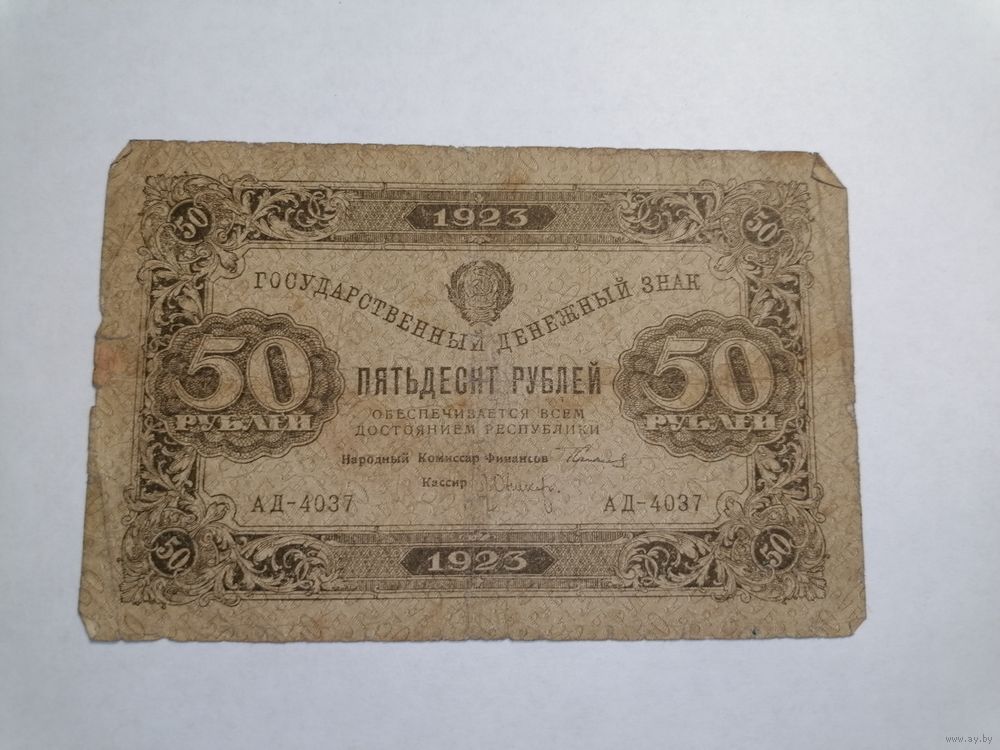 1923
50 50
ГОСУДАРСТВЕННЫЙ ДЕНЕЖНЫЙ ЗНАК
50 РУБЛЕЙ
ПЯТЬДЕСЯТ РУБЛЕЙ
50 РУБЛЕЙ
ОБЕСПЕЧИВАЕТСЯ ВСЕМ
ДОСТОЯНИЕМ РЕСПУБЛИКИ
Народный Комиссар Финансов
Кассир
АД-4037 АД-4037
50 50
1923
www.ay.by